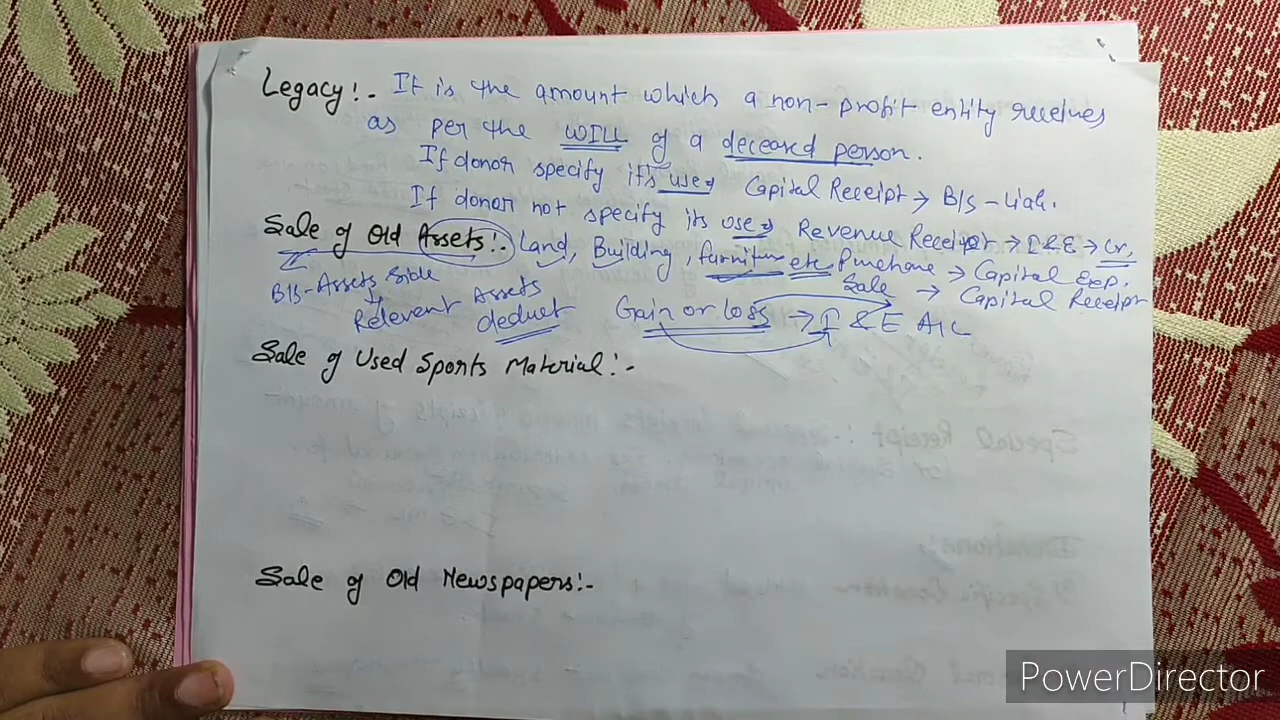 Legacy:- It is the amount which a non-profit entity receives
as per the WILL of a deceased person.
If donor specify it's use, Capital Receipt → B/S - Liab.
If donor not specify its use, Revenue Receipt → I & E → Cr.
Sale of Old Assets:- Land, Building, furniture etc. Purchase → Capital Exp.
Sale → Capital Receipt
B/S - Assets side
Relevent Assets
deduct
Gain or loss → I & E A/C
Sale of Used Sports Material:-
Sale of Old Newspapers:-
PowerDirector